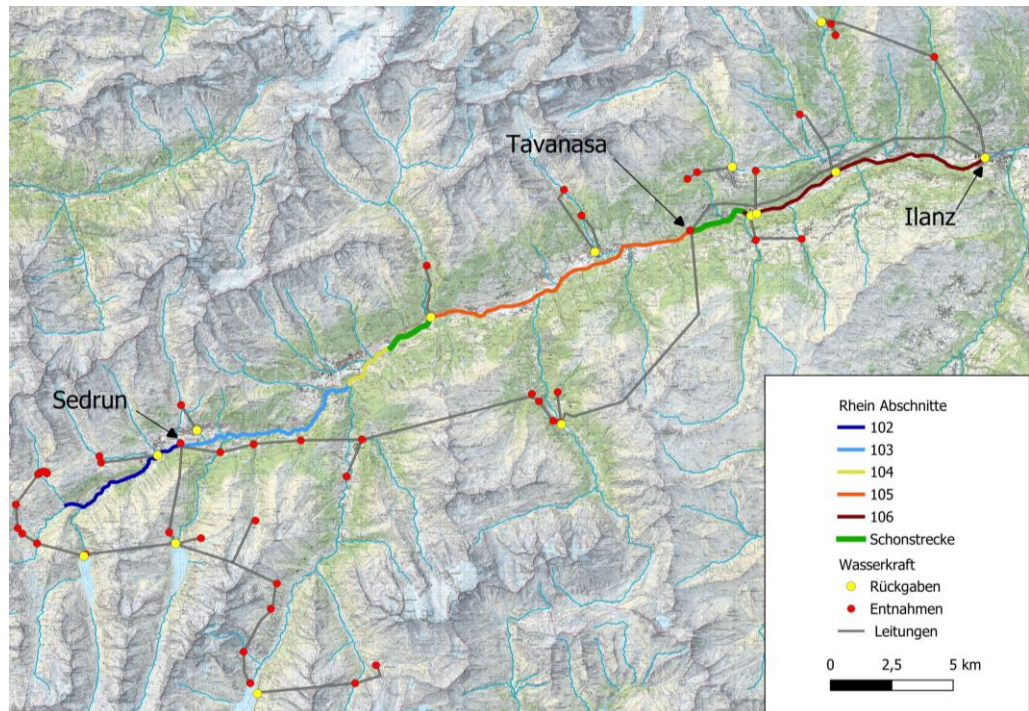 Tavanasa
Ilanz
Sedrun
Rhein Abschnitte
102
103
104
105
106
Schonstrecke
Wasserkraft
Rückgaben
Entnahmen
Leitungen
0 2,5 5 km